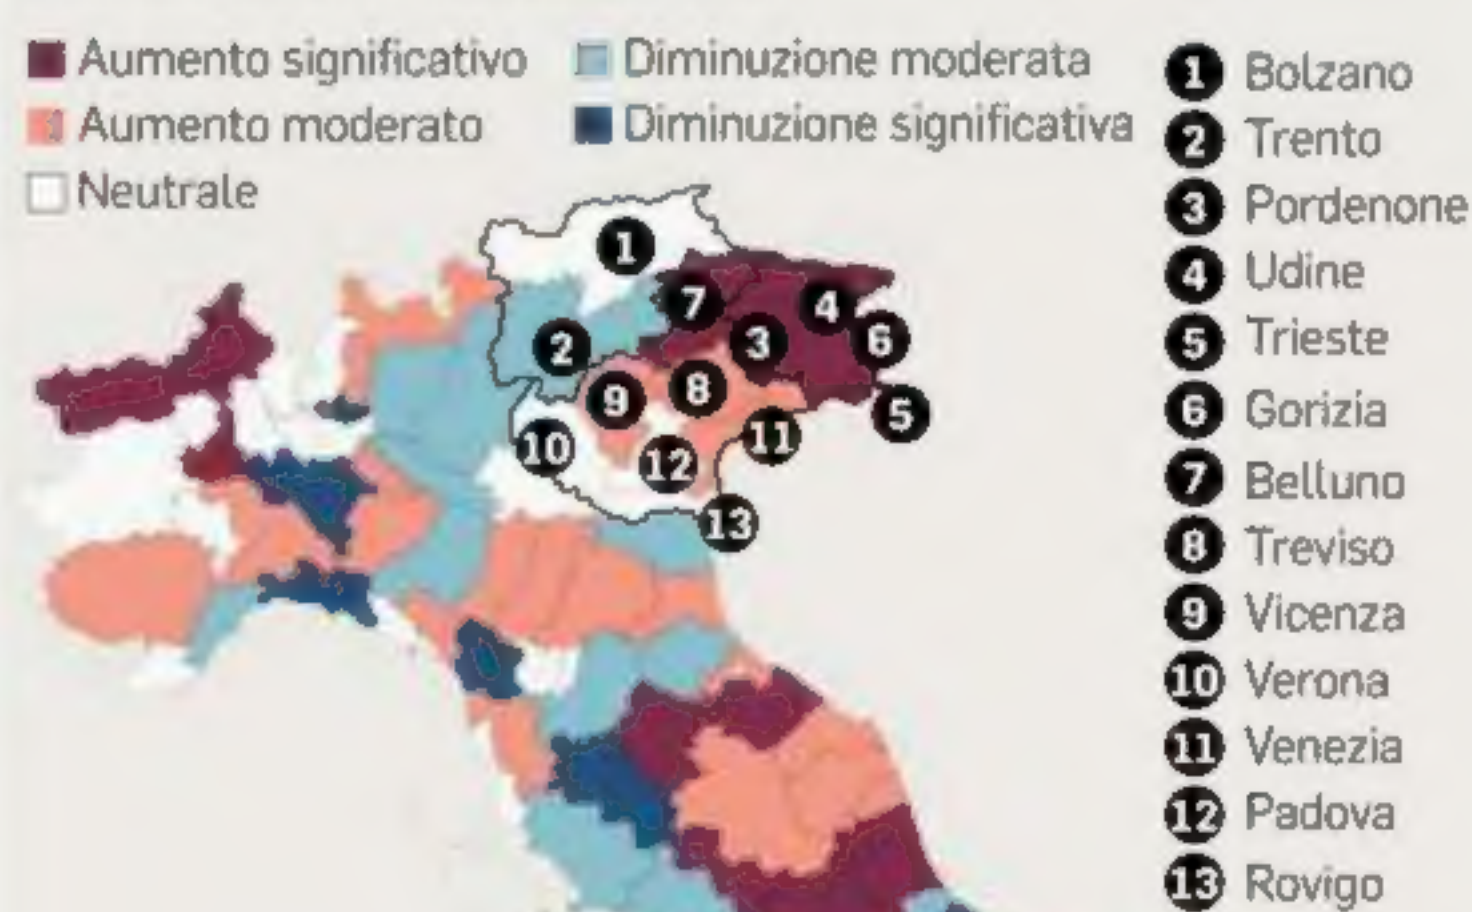 Aumento significativo
Aumento moderato
Neutrale
Diminuzione moderata
Diminuzione significativa
1 Bolzano
2 Trento
3 Pordenone
4 Udine
5 Trieste
6 Gorizia
7 Belluno
8 Treviso
9 Vicenza
10 Verona
11 Venezia
12 Padova
13 Rovigo
1
7
4
2
3
6
9
8
5
10
12
11
13